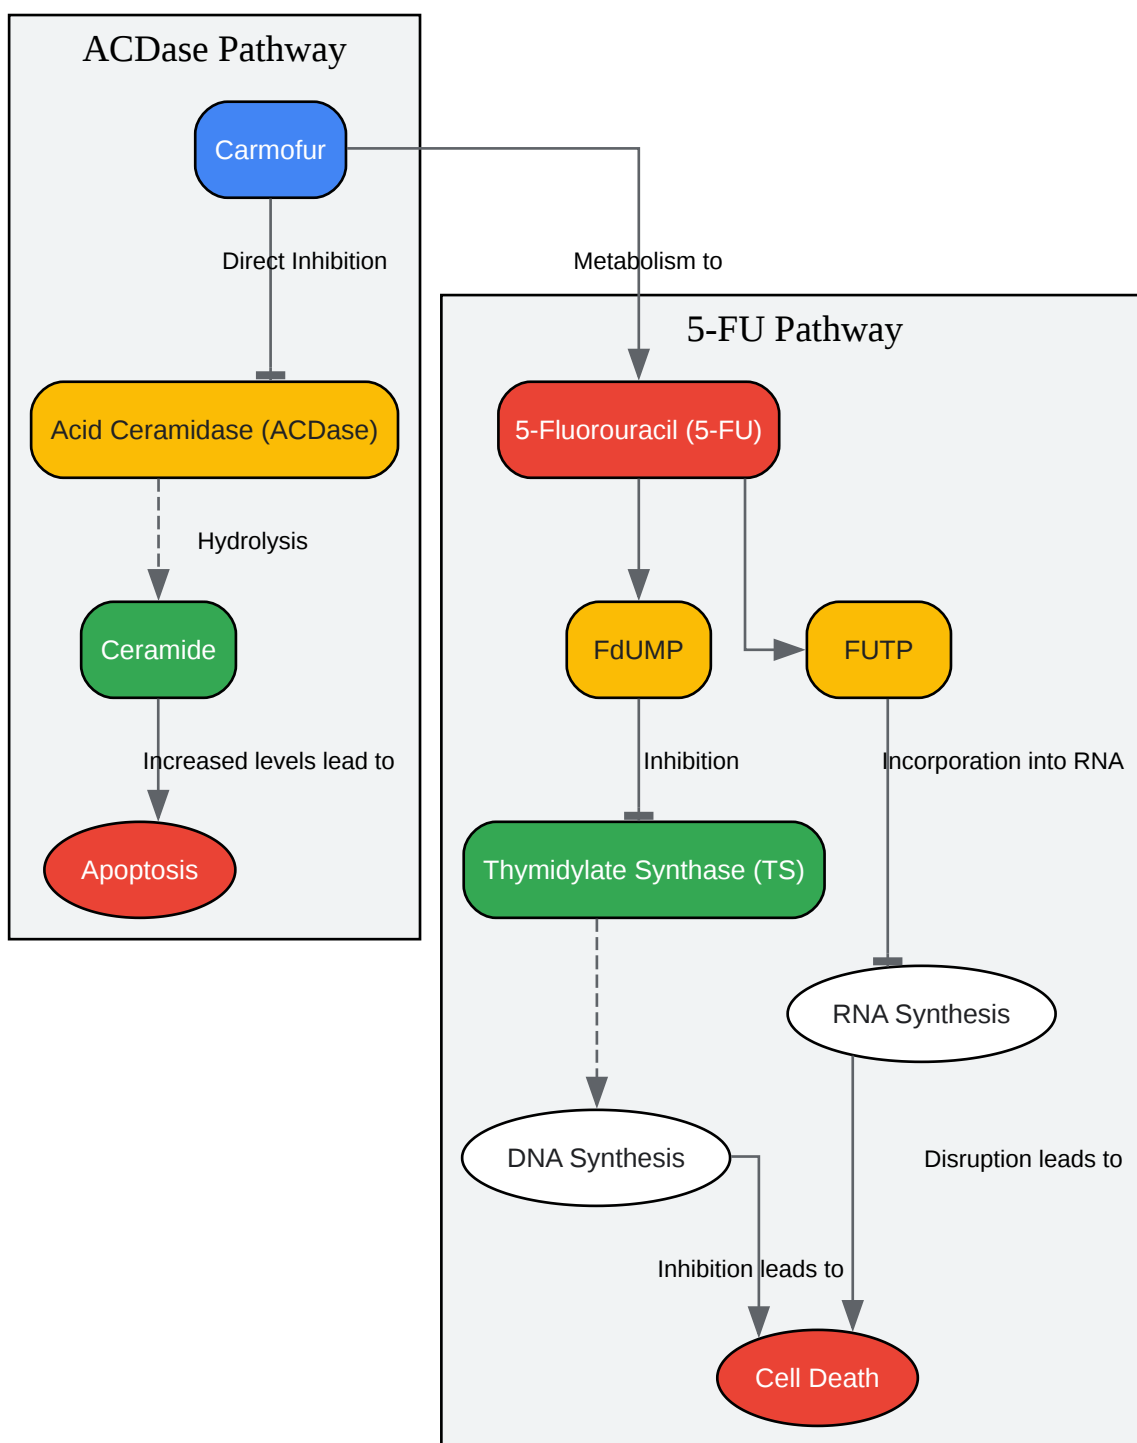 ACDase Pathway
Carmofur
Direct Inhibition
Metabolism to
5-FU Pathway
Acid Ceramidase (ACDase)
5-Fluorouracil (5-FU)
Hydrolysis
Ceramide
FdUMP
FUTP
Increased levels lead to
Inhibition
Incorporation into RNA
Apoptosis
Thymidylate Synthase (TS)
RNA Synthesis
DNA Synthesis
Disruption leads to
Inhibition leads to
Cell Death